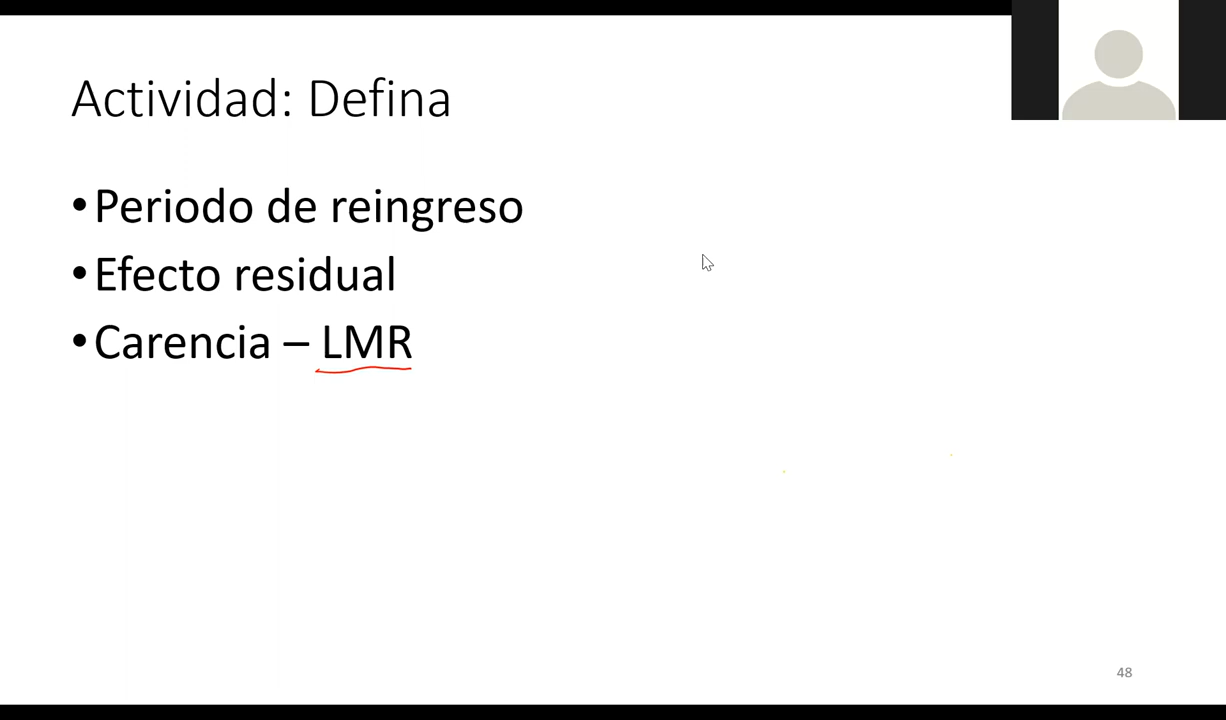 Actividad: Defina
•Periodo de reingreso
•Efecto residual
•Carencia – LMR
48